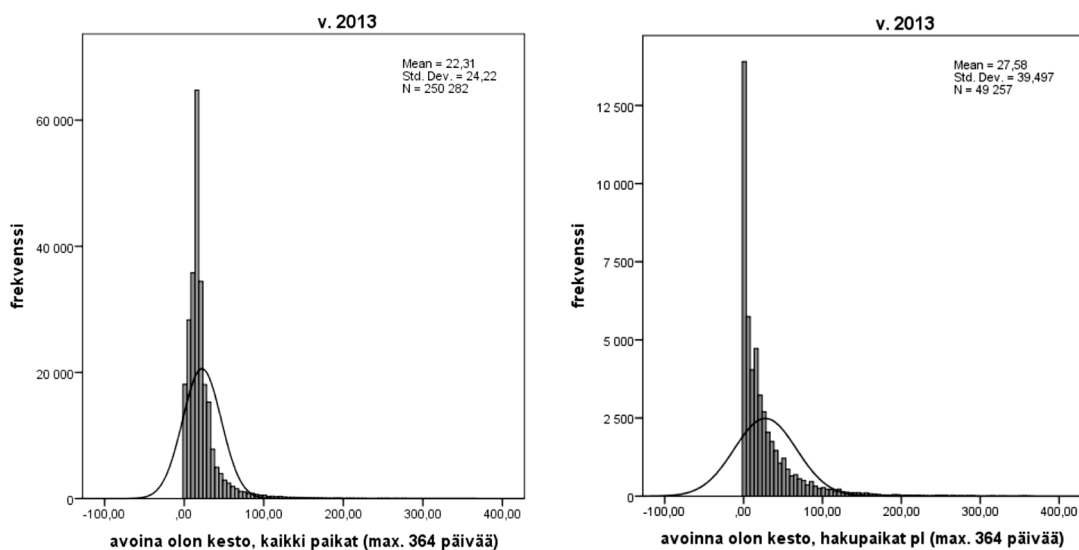 v. 2013
Mean = 22,31
Std. Dev. = 24,22
N = 250 282
60 000
40 000
20 000
0
frekvenssi
-100,00 ,00 100,00 200,00 300,00 400,00
avoina olon kesto, kaikki paikat (max. 364 päivää)
v. 2013
Mean = 27,58
Std. Dev. = 39,497
N = 49 257
12 500
10 000
7 500
5 000
2 500
0
frekvenssi
-100,00 ,00 100,00 200,00 300,00 400,00
avoinna olon kesto, hakupaikat pl (max. 364 päivää)